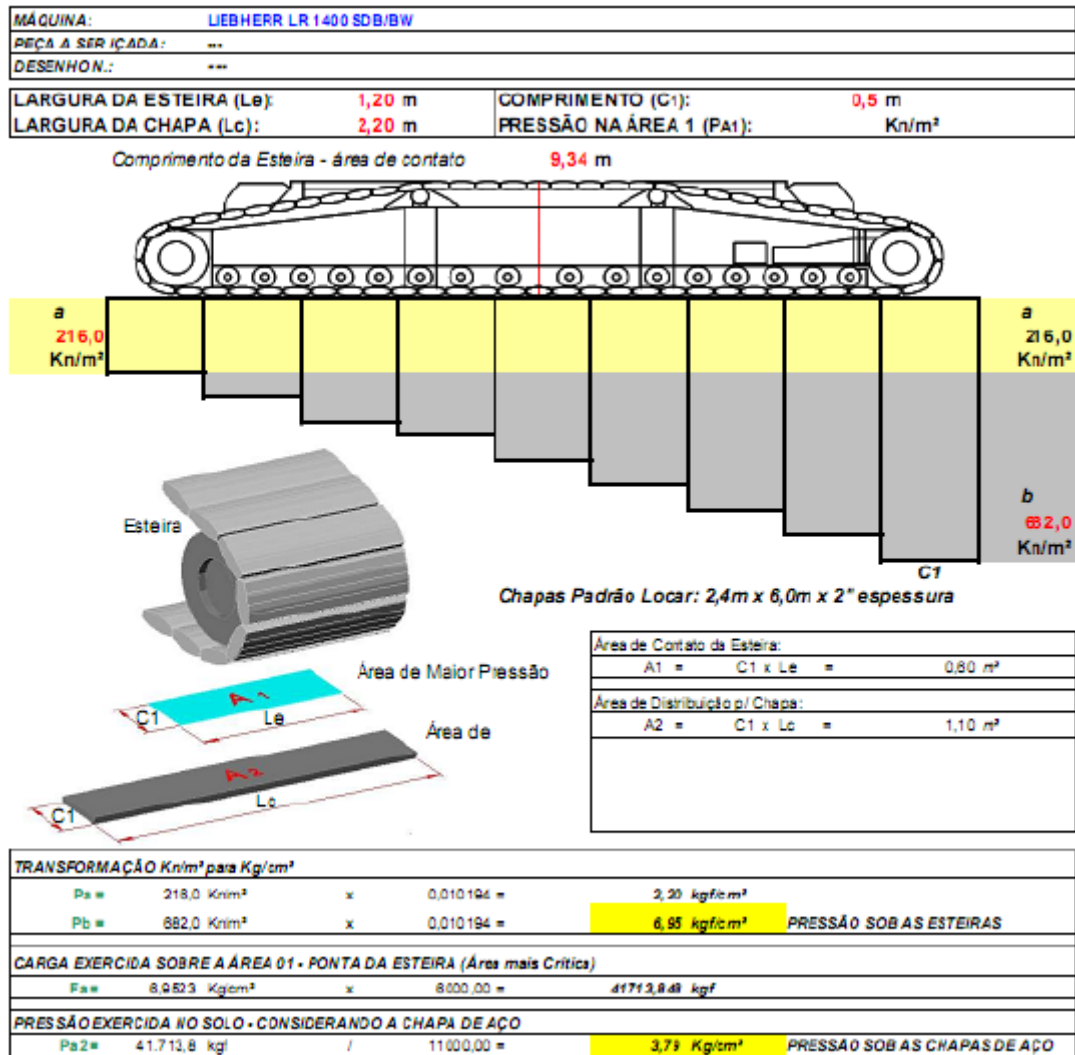 MÁQUINA: LIEBHERR LR 1400 SDB/BW
PEÇA A SER IÇADA: ---
DESENHO N.: ---
LARGURA DA ESTEIRA (Le): 1,20 m COMPRIMENTO (C1): 0,5 m
LARGURA DA CHAPA (Lc): 2,20 m PRESSÃO NA ÁREA 1 (PA1): Kn/m²
Comprimento da Esteira - área de contato 9,34 m
a a
216,0 216,0
Kn/m² Kn/m²
b
682,0
Kn/m²
C1
Chapas Padrão Locar: 2,4m x 6,0m x 2" espessura
Esteira
Área de Maior Pressão
A 1
C1 Le
Área de
A 2
C1 Lc
Área de Contato da Esteira:
A1 = C1 x Le = 0,60 m²
Área de Distribuição p/ Chapa:
A2 = C1 x Lc = 1,10 m²
TRANSFORMAÇÃO Kn/m² para Kg/cm²
Pa = 216,0 Kn/m² x 0,010194 = 2,20 kgf/cm²
Pb = 682,0 Kn/m² x 0,010194 = 6,95 kgf/cm² PRESSÃO SOB AS ESTEIRAS
CARGA EXERCIDA SOBRE A ÁREA 01 - PONTA DA ESTEIRA (Área mais Crítica)
Fa = 6,9523 Kg/cm² x 6000,00 = 41713,848 kgf
PRESSÃO EXERCIDA NO SOLO - CONSIDERANDO A CHAPA DE AÇO
Pa2 = 41.713,8 kgf / 11000,00 = 3,79 Kg/cm² PRESSÃO SOB AS CHAPAS DE AÇO